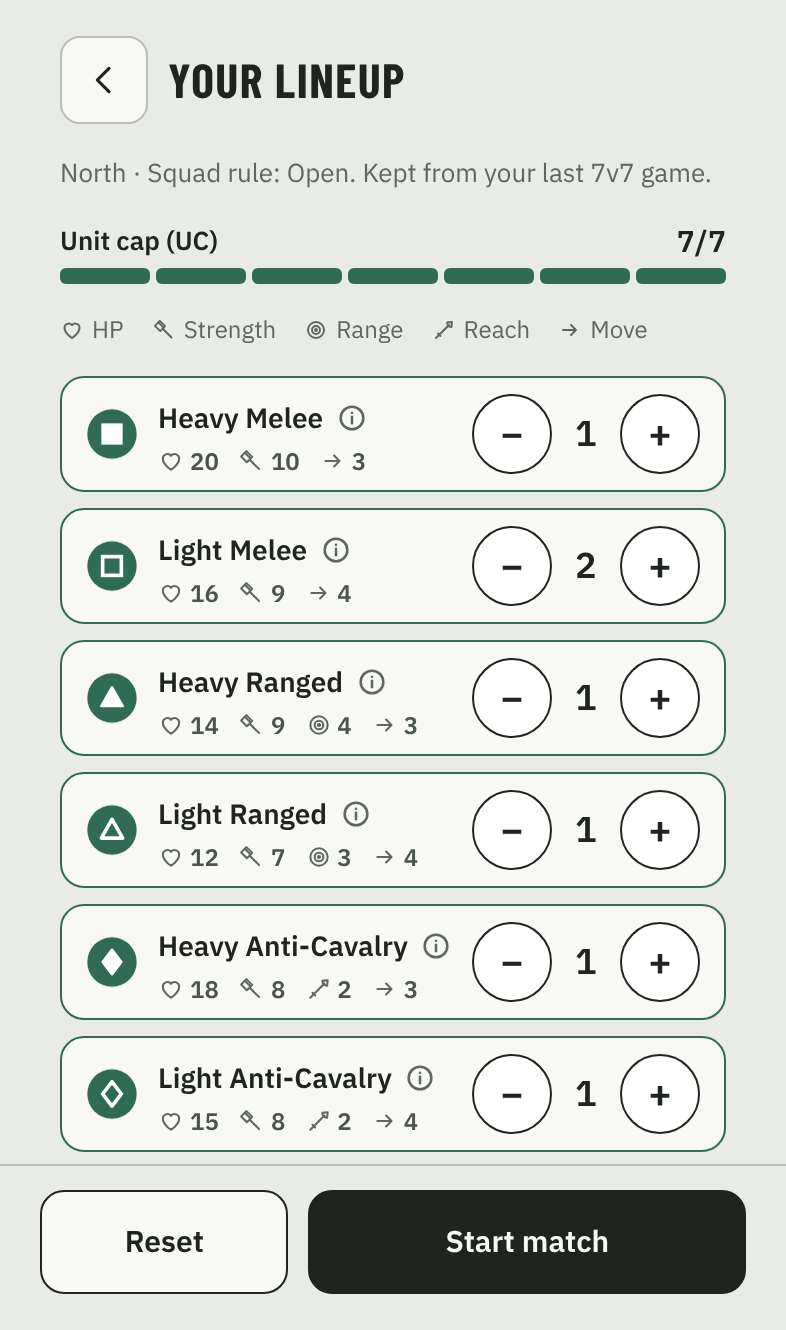 YOUR LINEUP
North · Squad rule: Open. Kept from your last 7v7 game.
Unit cap (UC) 7/7
HP Strength Range Reach Move
Heavy Melee
20 10 3
− 1 +
Light Melee
16 9 4
− 2 +
Heavy Ranged
14 9 4 3
− 1 +
Light Ranged
12 7 3 4
− 1 +
Heavy Anti-Cavalry
18 8 2 3
− 1 +
Light Anti-Cavalry
15 8 2 4
− 1 +
Reset Start match